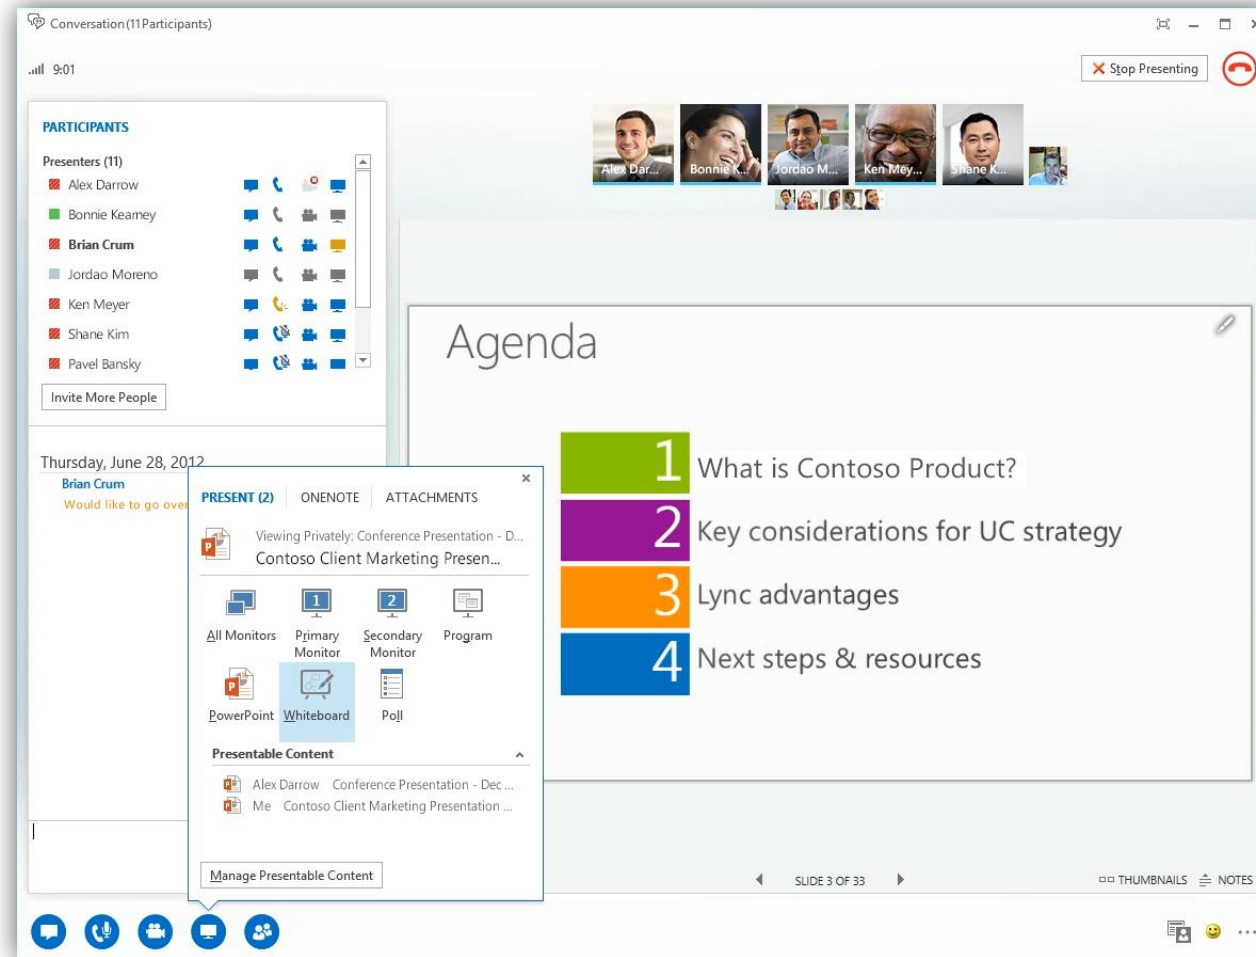 Conversation (11 Participants)
9:01
Stop Presenting
PARTICIPANTS
Presenters (11)
Alex Darrow
Bonnie Kearney
Brian Crum
Jordao Moreno
Ken Meyer
Shane Kim
Pavel Bansky
Invite More People
Alex Dar...
Bonnie K...
Jordao M...
Ken Mey...
Shane K...
Thursday, June 28, 2012
Brian Crum
Would like to go over
PRESENT (2)
ONENOTE
ATTACHMENTS
Viewing Privately: Conference Presentation - D...
Contoso Client Marketing Presen...
All Monitors
1
Primary
Monitor
2
Secondary
Monitor
Program
PowerPoint
Whiteboard
Poll
Presentable Content
Alex Darrow Conference Presentation - Dec ...
Me Contoso Client Marketing Presentation ...
Manage Presentable Content
Agenda
1 What is Contoso Product?
2 Key considerations for UC strategy
3 Lync advantages
4 Next steps & resources
SLIDE 3 OF 33
THUMBNAILS
NOTES